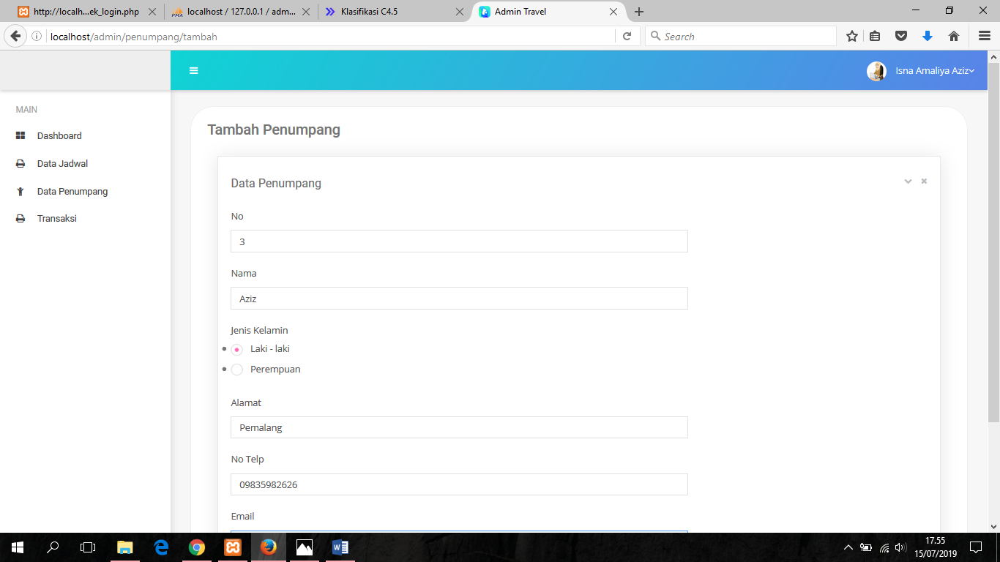 http://localh...ek_login.php
localhost / 127.0.0.1 / adm...
Klasifikasi C4.5
Admin Travel
localhost/admin/penumpang/tambah
Search
Isna Amaliya Aziz
MAIN
Dashboard
Data Jadwal
Data Penumpang
Transaksi
Tambah Penumpang
Data Penumpang
No
3
Nama
Aziz
Jenis Kelamin
Laki - laki
Perempuan
Alamat
Pemalang
No Telp
09835982626
Email
17.55
15/07/2019